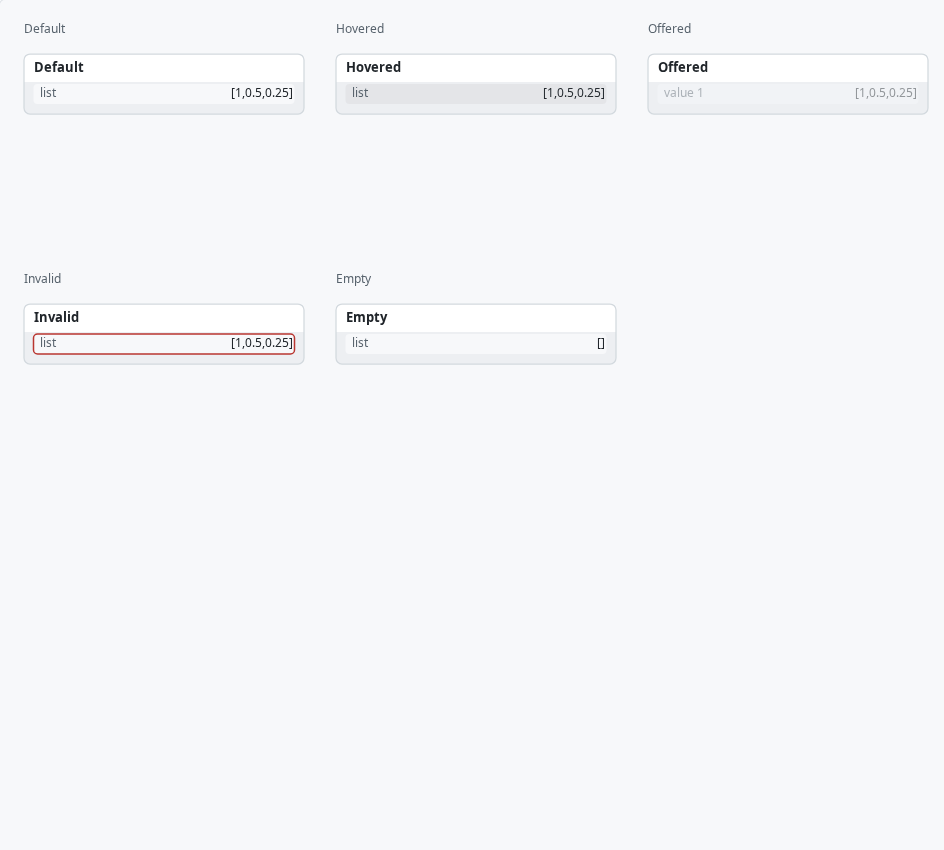 Default
Hovered
Offered
Default
Hovered
Offered
list [1,0.5,0.25]
list [1,0.5,0.25]
value 1 [1,0.5,0.25]
Invalid
Empty
Invalid
Empty
list [1,0.5,0.25]
list []